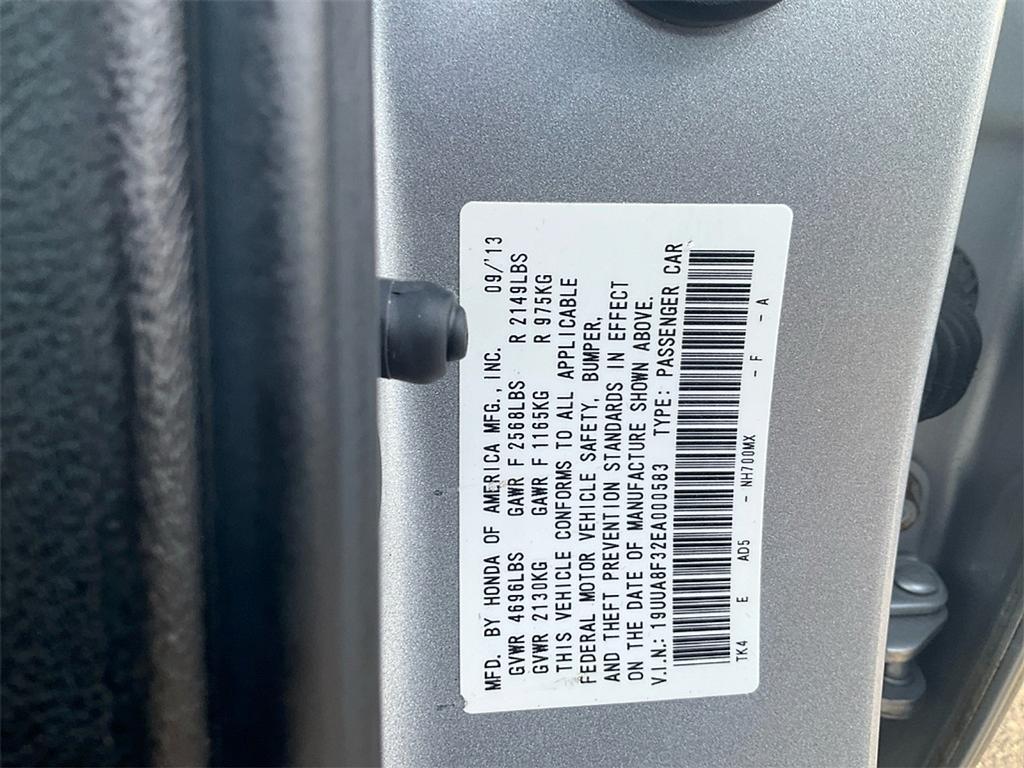 MFD. BY HONDA OF AMERICA MFG., INC. 09/'13
GVWR 4696LBS GAWR F 2568LBS R 2149LBS
GVWR 2130KG GAWR F 1165KG R 975KG
THIS VEHICLE CONFORMS TO ALL APPLICABLE
FEDERAL MOTOR VEHICLE SAFETY, BUMPER,
AND THEFT PREVENTION STANDARDS IN EFFECT
ON THE DATE OF MANUFACTURE SHOWN ABOVE.
V.I.N.: 19UUA8F32EA000583 TYPE: PASSENGER CAR
TK4 E AD5 - NH700MX - F - A